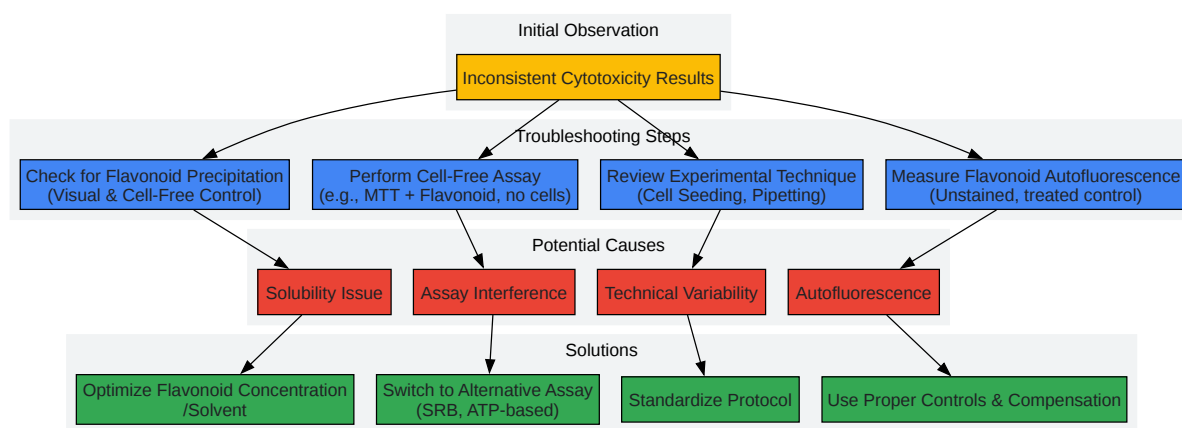 Initial Observation
Inconsistent Cytotoxicity Results
Troubleshooting Steps
Check for Flavonoid Precipitation
(Visual & Cell-Free Control)
Perform Cell-Free Assay
(e.g., MTT + Flavonoid, no cells)
Review Experimental Technique
(Cell Seeding, Pipetting)
Measure Flavonoid Autofluorescence
(Unstained, treated control)
Potential Causes
Solubility Issue
Assay Interference
Technical Variability
Autofluorescence
Solutions
Optimize Flavonoid Concentration
/Solvent
Switch to Alternative Assay
(SRB, ATP-based)
Standardize Protocol
Use Proper Controls & Compensation